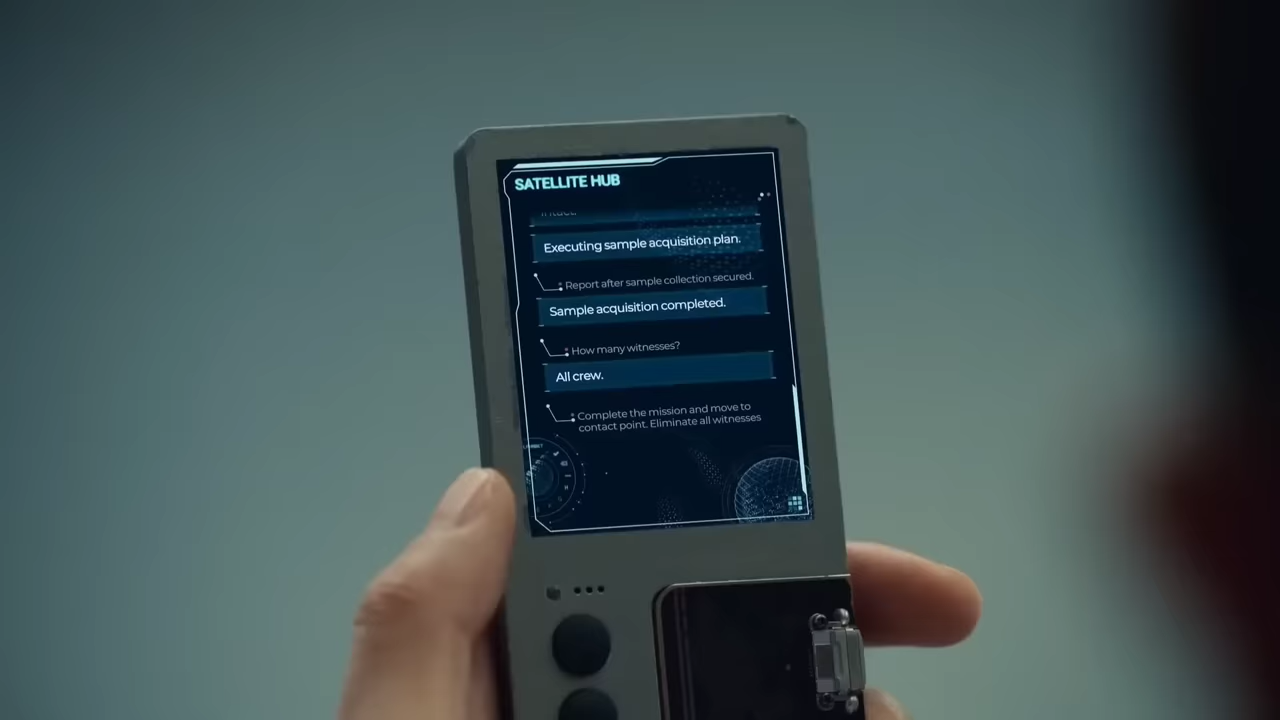 SATELLITE HUB
Executing sample acquisition plan.
Report after sample collection secured.
Sample acquisition completed.
How many witnesses?
All crew.
Complete the mission and move to
contact point. Eliminate all witnesses